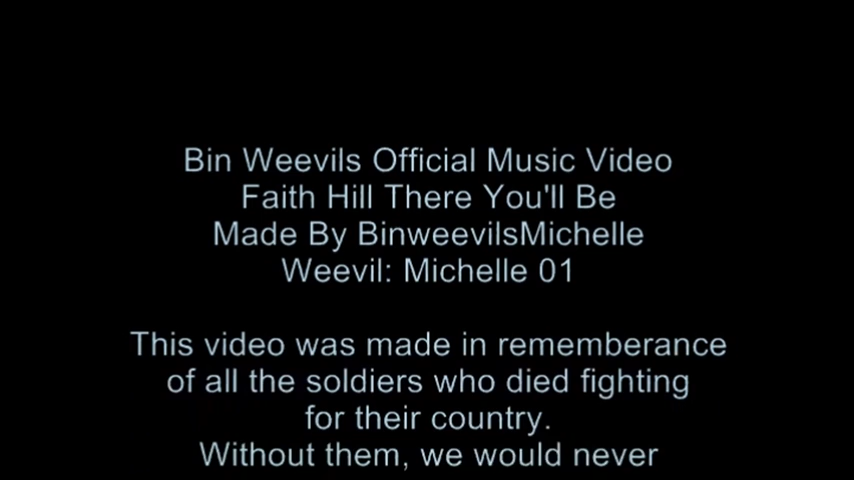 Bin Weevils Official Music Video
Faith Hill There You'll Be
Made By BinweevilsMichelle
Weevil: Michelle 01
This video was made in rememberance
of all the soldiers who died fighting
for their country.
Without them, we would never